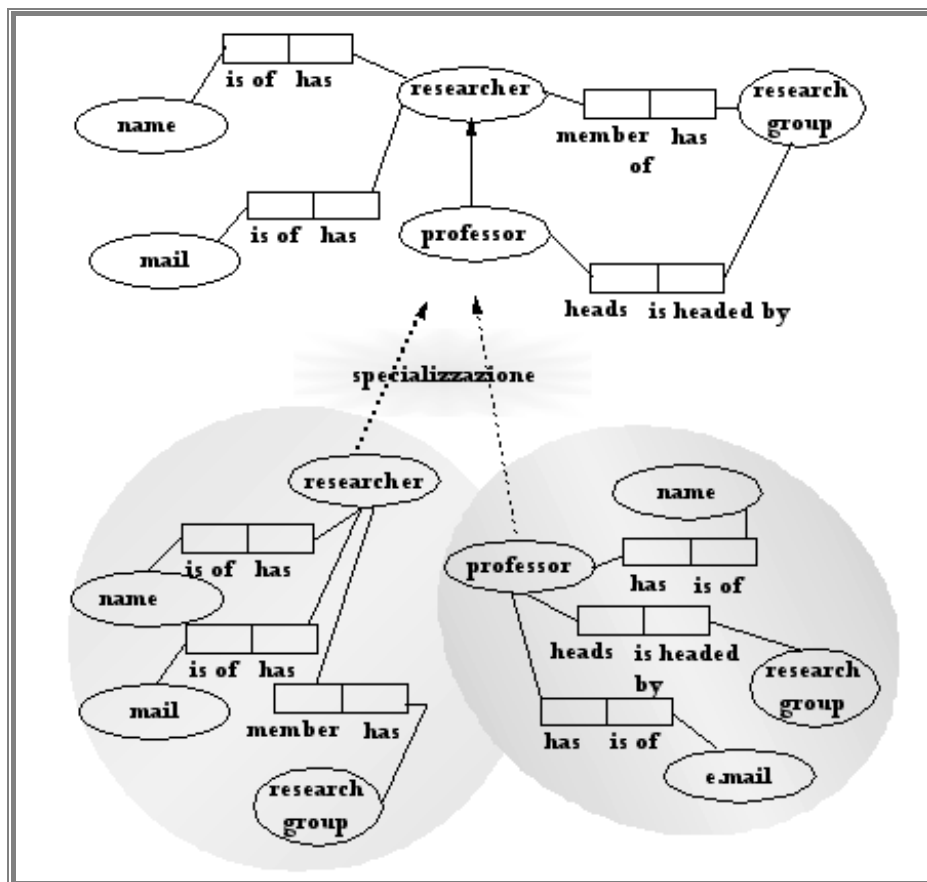 is of has
researcher
research
group
name
member has
of
is of has
professor
mail
heads is headed by
specializzazione
researcher
name
is of has
professor
name
has is of
is of has
heads is headed
by
research
group
mail
member has
has is of
research
group
e.mail